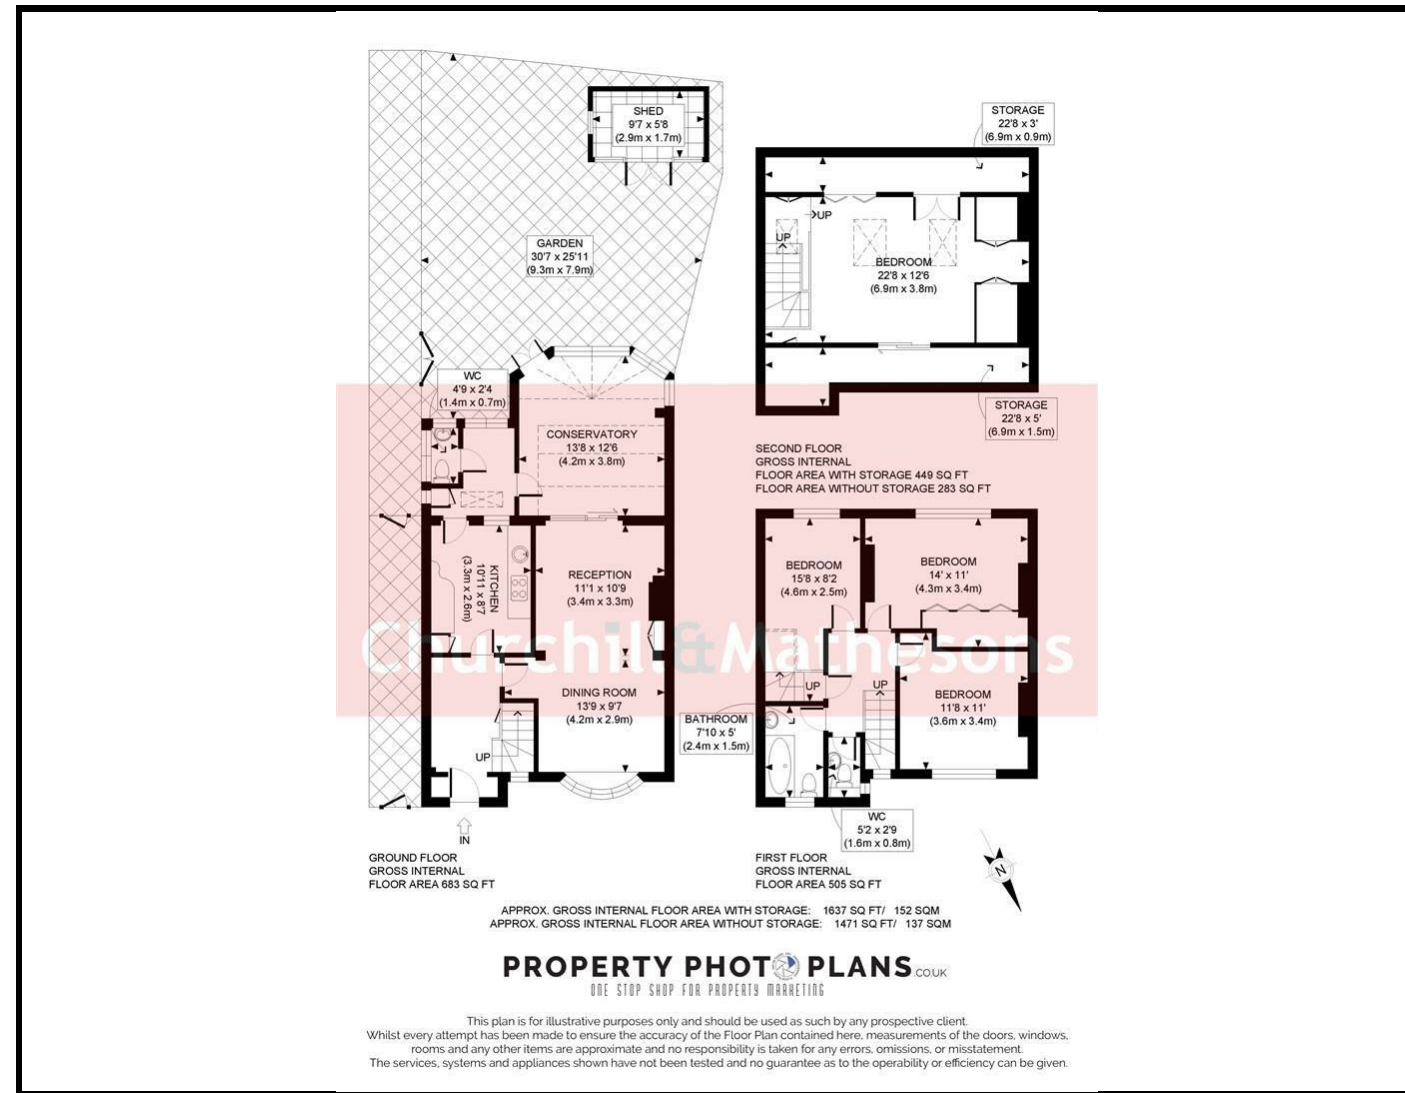 SHED
9'7 x 5'8
(2.9m x 1.7m)
STORAGE
22'8 x 3'
(6.9m x 0.9m)
UP
UP
BEDROOM
22'8 x 12'6
(6.9m x 3.8m)
GARDEN
30'7 x 25'11
(9.3m x 7.9m)
WC
4'9 x 2'4
(1.4m x 0.7m)
STORAGE
22'8 x 5'
(6.9m x 1.5m)
CONSERVATORY
13'8 x 12'6
(4.2m x 3.8m)
SECOND FLOOR
GROSS INTERNAL
FLOOR AREA WITH STORAGE 449 SQ FT
FLOOR AREA WITHOUT STORAGE 283 SQ FT
KITCHEN
10'11 x 8'7
(3.3m x 2.6m)
RECEPTION
11'1 x 10'9
(3.4m x 3.3m)
BEDROOM
15'8 x 8'2
(4.6m x 2.5m)
BEDROOM
14' x 11'
(4.3m x 3.4m)
Churchill&Mathesons
DINING ROOM
13'9 x 9'7
(4.2m x 2.9m)
UP
UP
UP
BEDROOM
11'8 x 11'
(3.6m x 3.4m)
BATHROOM
7'10 x 5'
(2.4m x 1.5m)
WC
5'2 x 2'9
(1.6m x 0.8m)
IN
N
GROUND FLOOR
GROSS INTERNAL
FLOOR AREA 683 SQ FT
FIRST FLOOR
GROSS INTERNAL
FLOOR AREA 505 SQ FT
APPROX. GROSS INTERNAL FLOOR AREA WITH STORAGE: 1637 SQ FT/ 152 SQM
APPROX. GROSS INTERNAL FLOOR AREA WITHOUT STORAGE: 1471 SQ FT/ 137 SQM
PROPERTY PHOTO PLANS.CO.UK
ONE STOP SHOP FOR PROPERTY MARKETING
This plan is for illustrative purposes only and should be used as such by any prospective client.
Whilst every attempt has been made to ensure the accuracy of the Floor Plan contained here, measurements of the doors, windows,
rooms and any other items are approximate and no responsibility is taken for any errors, omissions, or misstatement.
The services, systems and appliances shown have not been tested and no guarantee as to the operability or efficiency can be given.